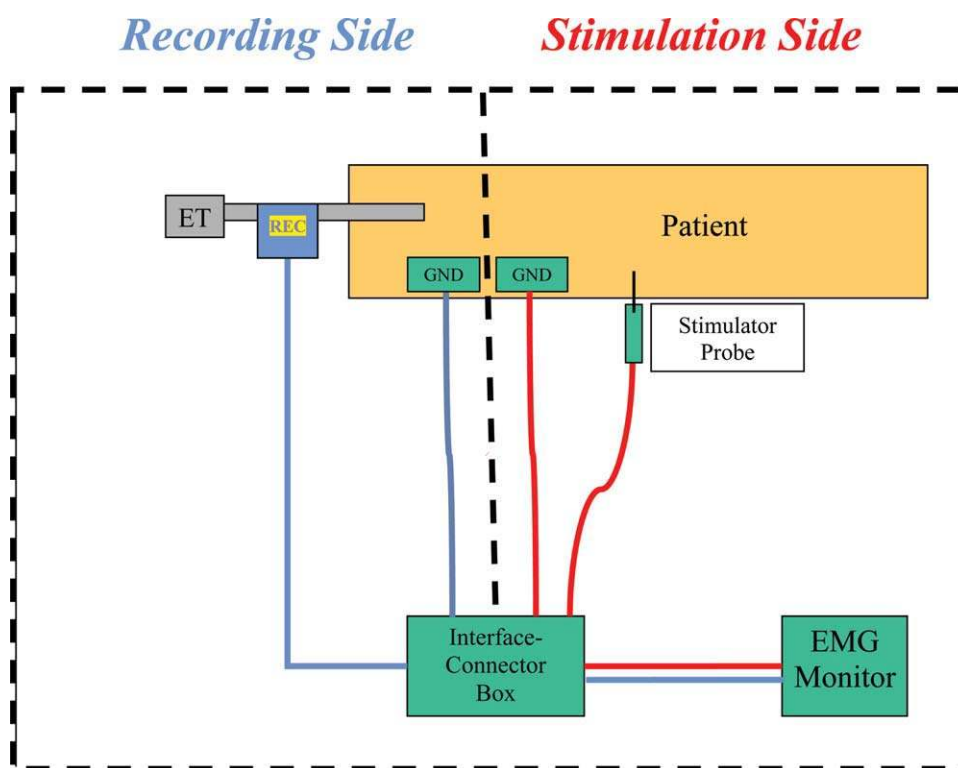 Recording Side
Stimulation Side
ET
REC
Patient
GND
GND
Stimulator
Probe
Interface-
Connector
Box
EMG
Monitor